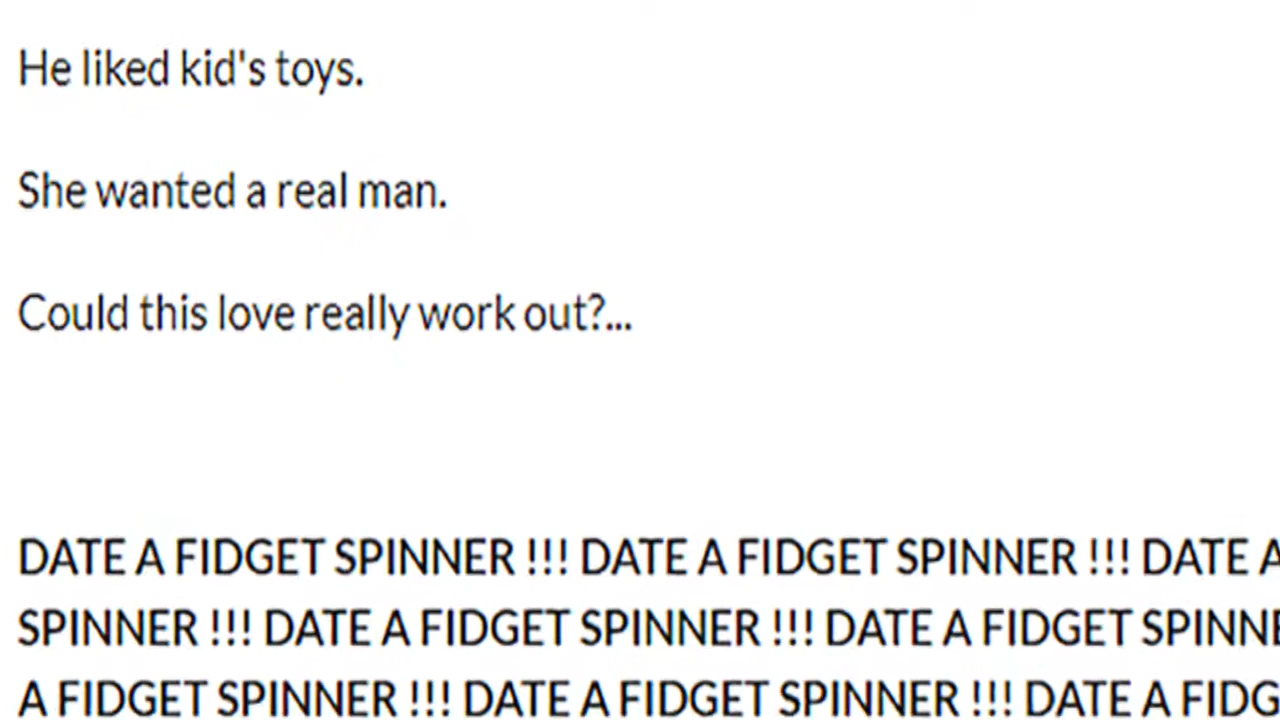 He liked kid's toys.
She wanted a real man.
Could this love really work out?...
DATE A FIDGET SPINNER !!! DATE A FIDGET SPINNER !!! DATE A
SPINNER !!! DATE A FIDGET SPINNER !!! DATE A FIDGET
A FIDGET SPINNER !!! DATE A FIDGET SPINNER !!! DATE A